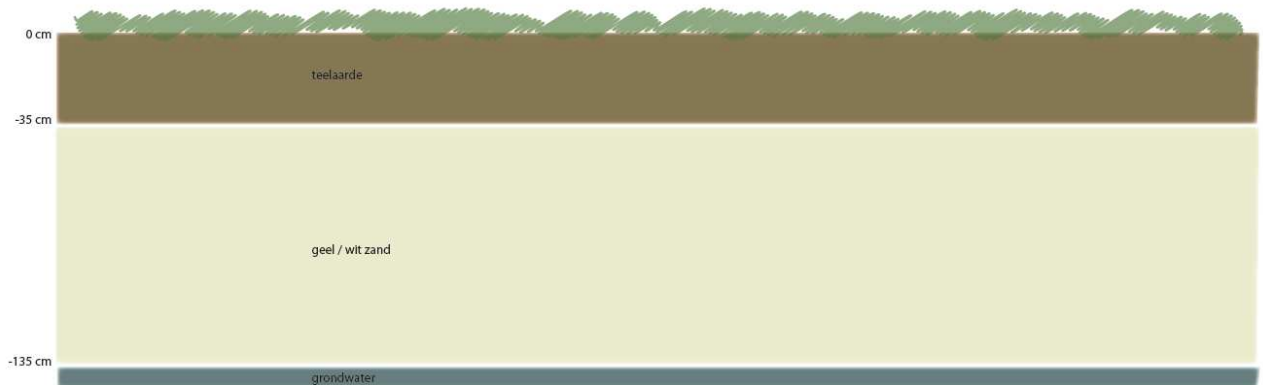 0 cm
teelaarde
-35 cm
geel / wit zand
-135 cm
grondwater